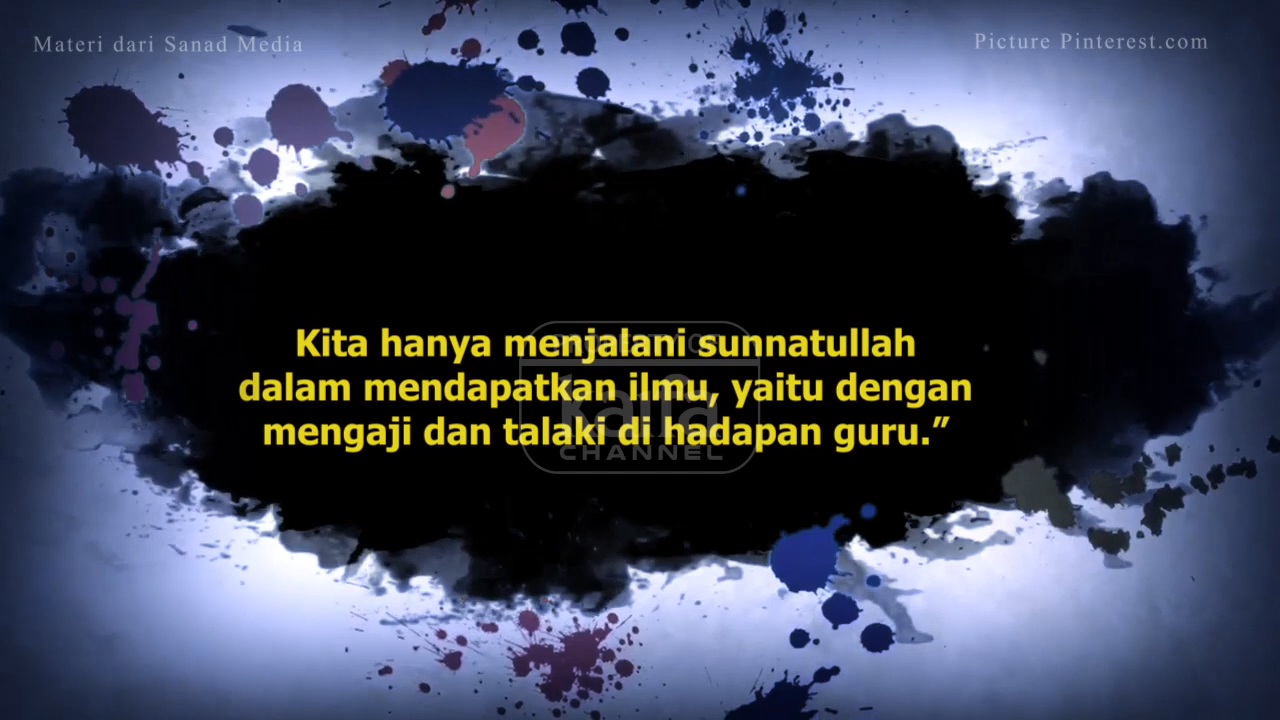 Materi dari Sanad Media
Picture Pinterest.com
Kita hanya menjalani sunnatullah
dalam mendapatkan ilmu, yaitu dengan
mengaji dan talaki di hadapan guru.”
CHANNEL